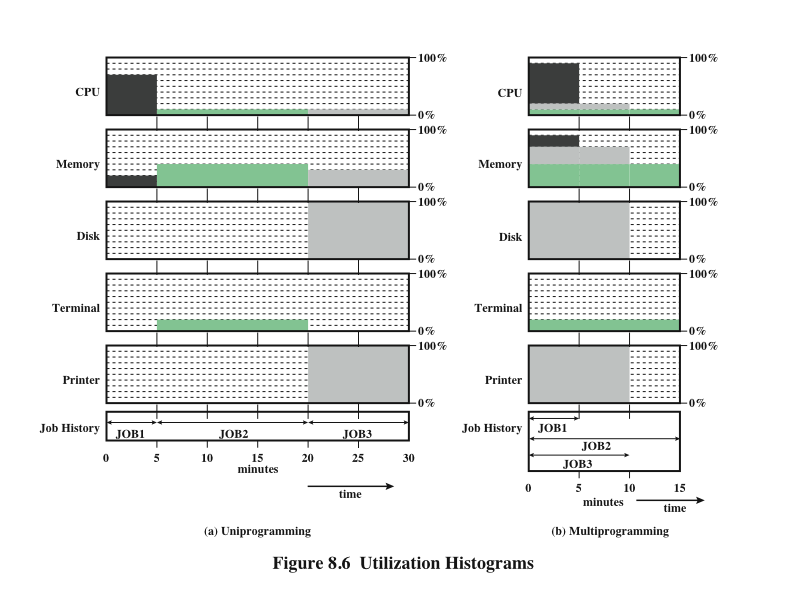 100%
CPU
0%
100%
Memory
0%
100%
Disk
0%
100%
Terminal
0%
100%
Printer
0%
Job History
JOB1 JOB2 JOB3
0 5 10 15 20 25 30
minutes
time
(a) Uniprogramming
100%
CPU
0%
100%
Memory
0%
100%
Disk
0%
100%
Terminal
0%
100%
Printer
0%
Job History
JOB1
JOB2
JOB3
0 5 10 15
minutes
time
(b) Multiprogramming
Figure 8.6 Utilization Histograms